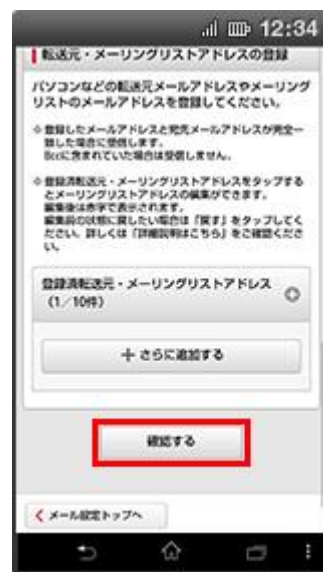 12:34
転送元・メーリングリストアドレスの登録
パソコンなどの転送元メールアドレスやメーリング
リストのメールアドレスを登録してください。
※登録したメールアドレスと宛先メールアドレスが完全一
致した場合に受信します。
Bccに含まれていた場合は受信しません。
※登録済転送元・メーリングリストアドレスをタップする
とメーリングリストアドレスの編集ができます。
編集後は赤字で表示されます。
編集前の状態に戻したい場合は「戻す」をタップしてく
ださい。詳しくは「詳細説明はこちら」をご確認くださ
い。
登録済転送元・メーリングリストアドレス
（1／10件）
＋ さらに追加する
確認する
メール設定トップへ